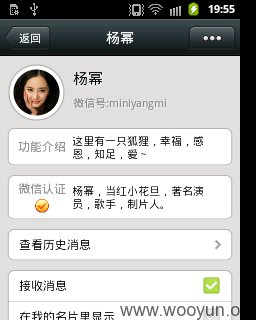 19:55
返回
杨幂
杨幂
微信号:miniyangmi
功能介绍
这里有一只狐狸，幸福，感
恩，知足，爱~
微信认证
杨幂，当红小花旦，著名演
员，歌手，制片人。
查看历史消息
接收消息
在我的名片里显示
www.wooyun.o